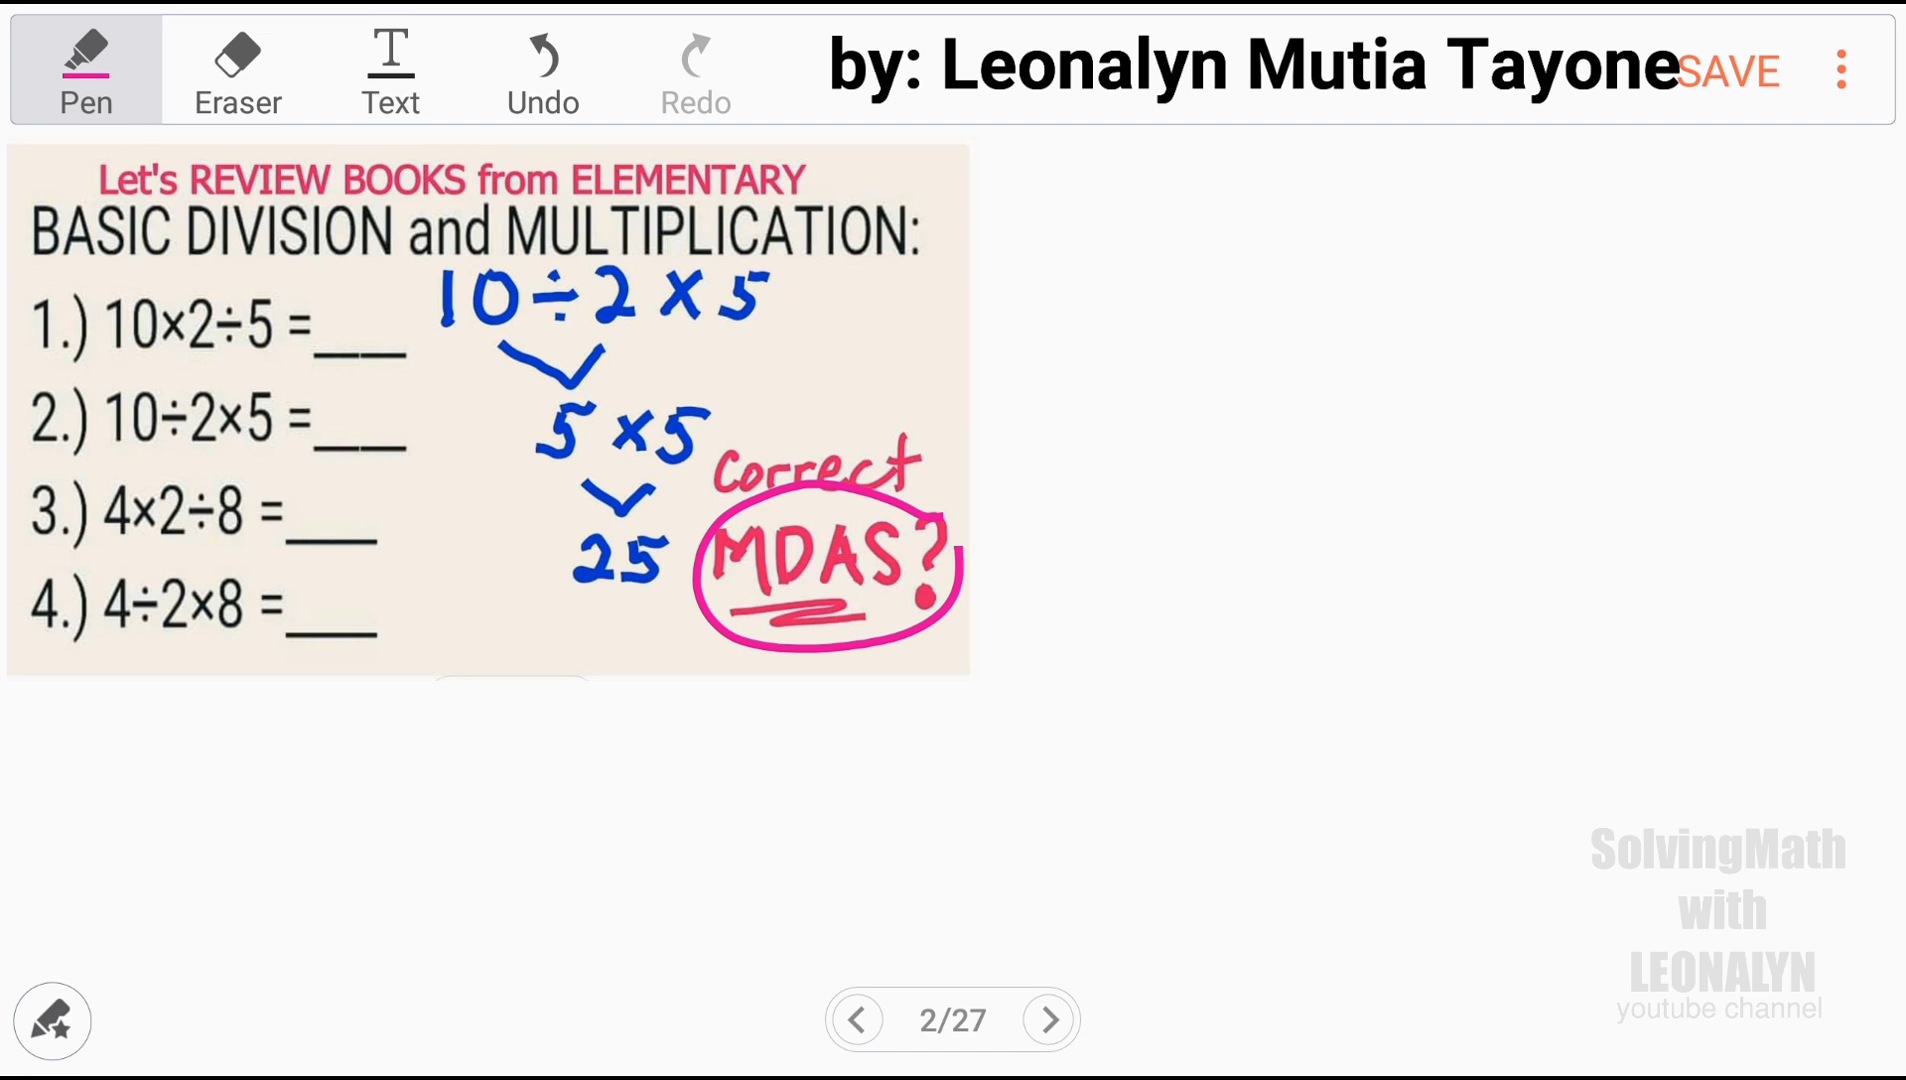 Pen Eraser Text Undo Redo by: Leonalyn Mutia Tayone SAVE
Let's REVIEW BOOKS from ELEMENTARY
BASIC DIVISION and MULTIPLICATION:
1.) 10×2÷5 =___
2.) 10÷2×5 =___
3.) 4×2÷8 =___
4.) 4÷2×8 =___
10÷2×5
5×5
25
Correct
MDAS?
SolvingMath
with
LEONALYN
youtube channel
2/27